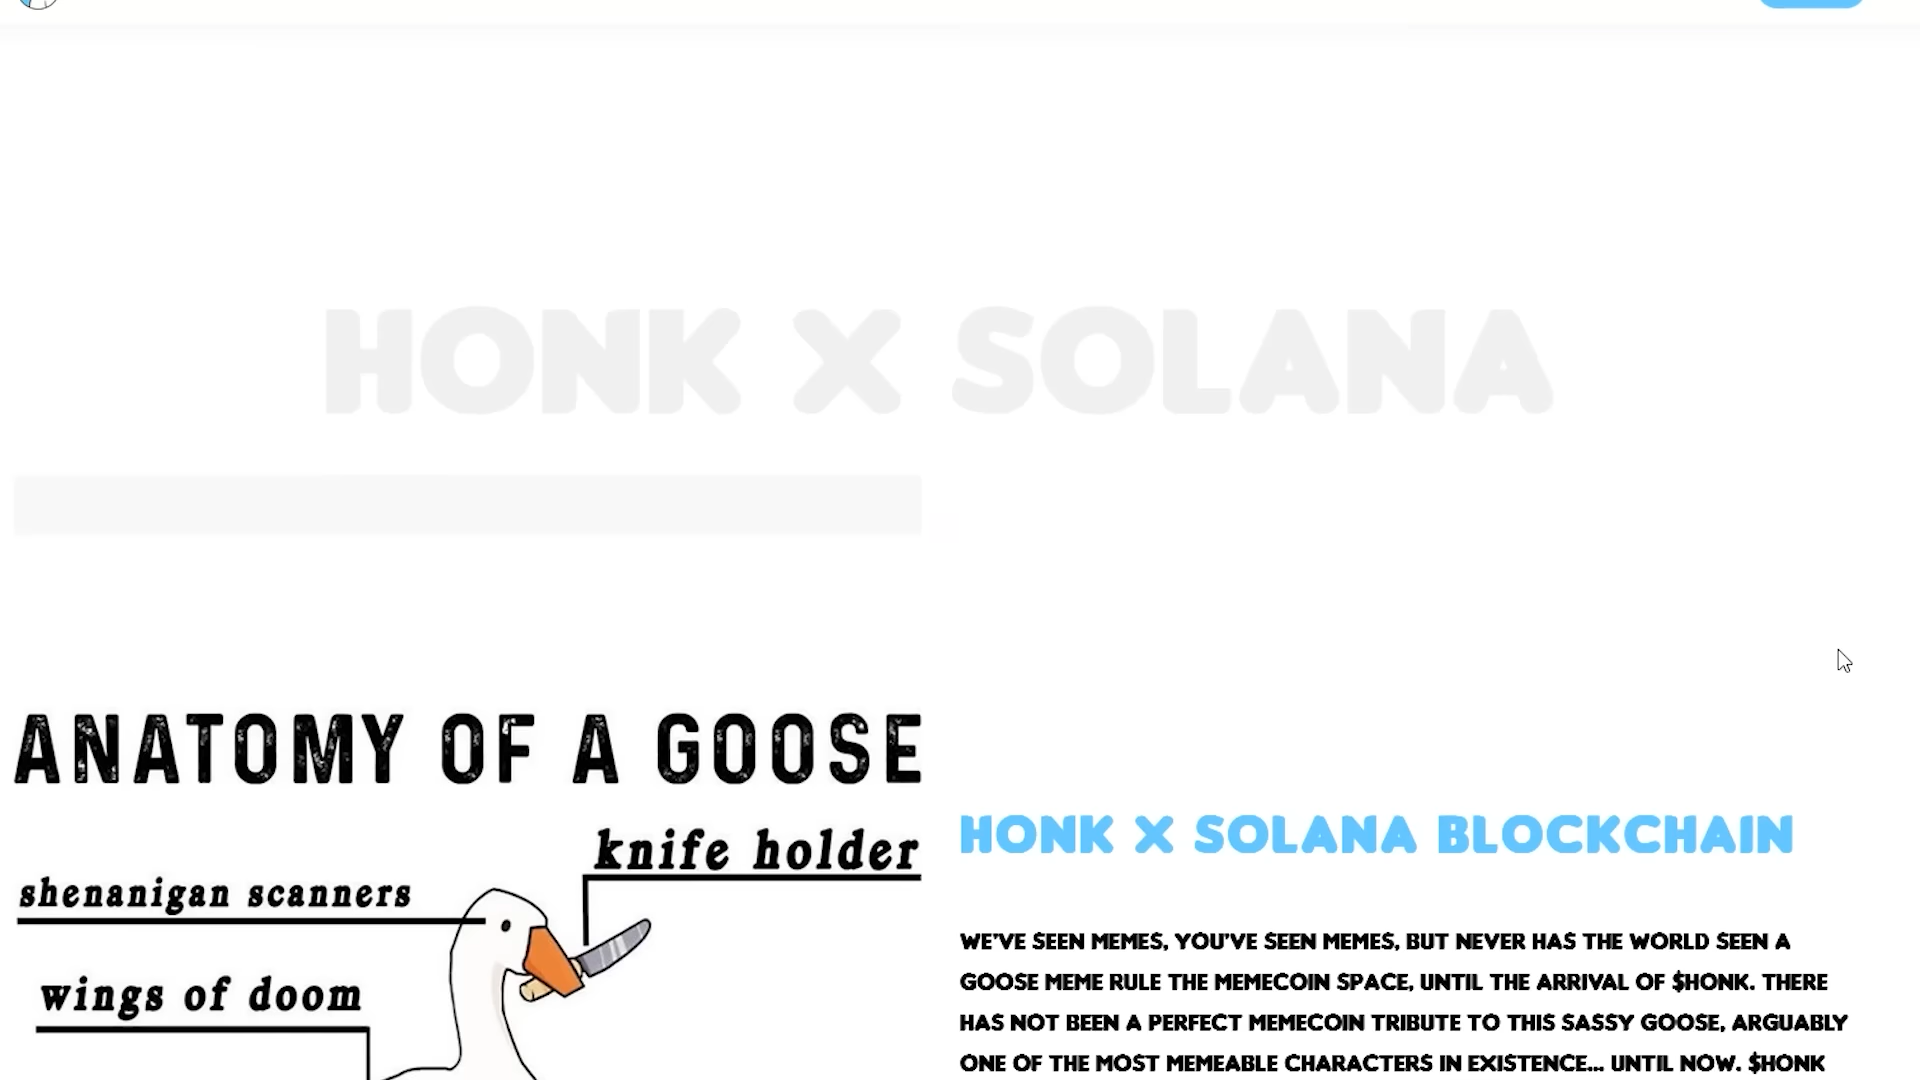 HONK X SOLANA
ANATOMY OF A GOOSE
knife holder
shenanigan scanners
wings of doom
HONK X SOLANA BLOCKCHAIN
WE'VE SEEN MEMES, YOU'VE SEEN MEMES, BUT NEVER HAS THE WORLD SEEN A
GOOSE MEME RULE THE MEMECOIN SPACE, UNTIL THE ARRIVAL OF $HONK. THERE
HAS NOT BEEN A PERFECT MEMECOIN TRIBUTE TO THIS SASSY GOOSE, ARGUABLY
ONE OF THE MOST MEMEABLE CHARACTERS IN EXISTENCE... UNTIL NOW. $HONK